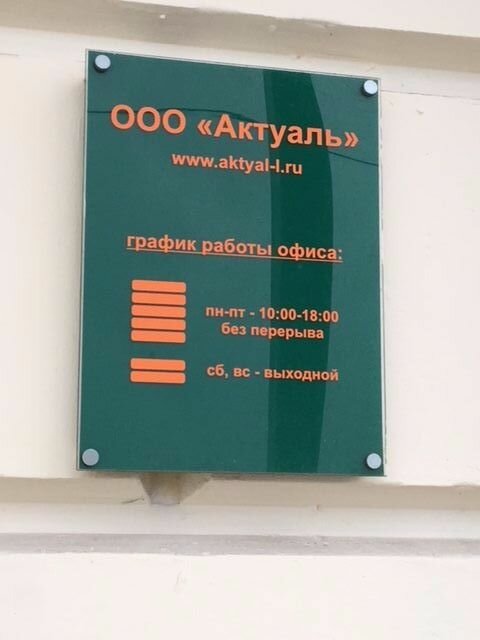 ООО «Актуаль»
www.aktyal-l.ru
график работы офиса:
пн-пт - 10:00-18:00
без перерыва
сб, вс - выходной